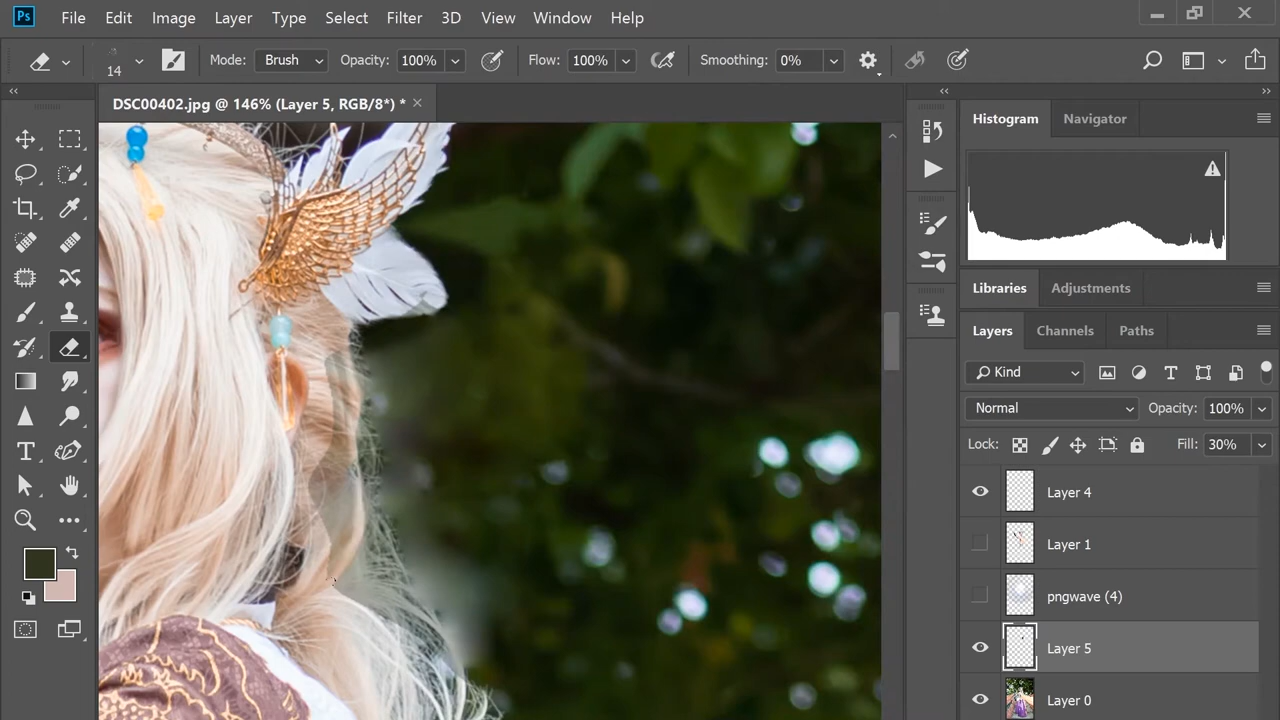 Ps File Edit Image Layer Type Select Filter 3D View Window Help
14 Mode: Brush Opacity: 100% Flow: 100% Smoothing: 0%
DSC00402.jpg @ 146% (Layer 5, RGB/8*) *
Histogram Navigator
Libraries Adjustments
Layers Channels Paths
Kind
Normal Opacity: 100%
Lock: Fill: 30%
Layer 4
Layer 1
pngwave (4)
Layer 5
Layer 0